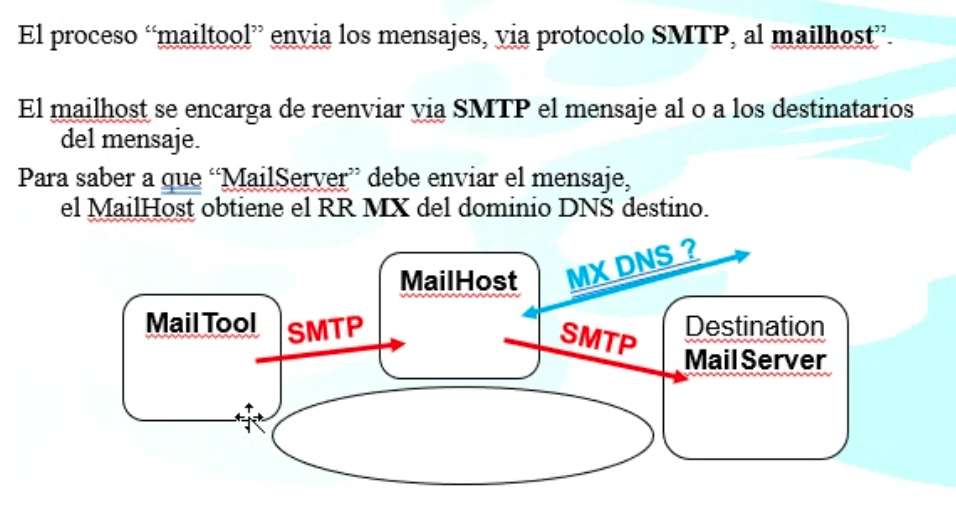 El proceso “mailtool” envia los mensajes, via protocolo SMTP, al mailhost”.
El mailhost se encarga de reenviar via SMTP el mensaje al o a los destinatarios
del mensaje.
Para saber a que “MailServer” debe enviar el mensaje,
el MailHost obtiene el RR MX del dominio DNS destino.
MX DNS ?
MailHost
MailTool
SMTP
SMTP
Destination
MailServer